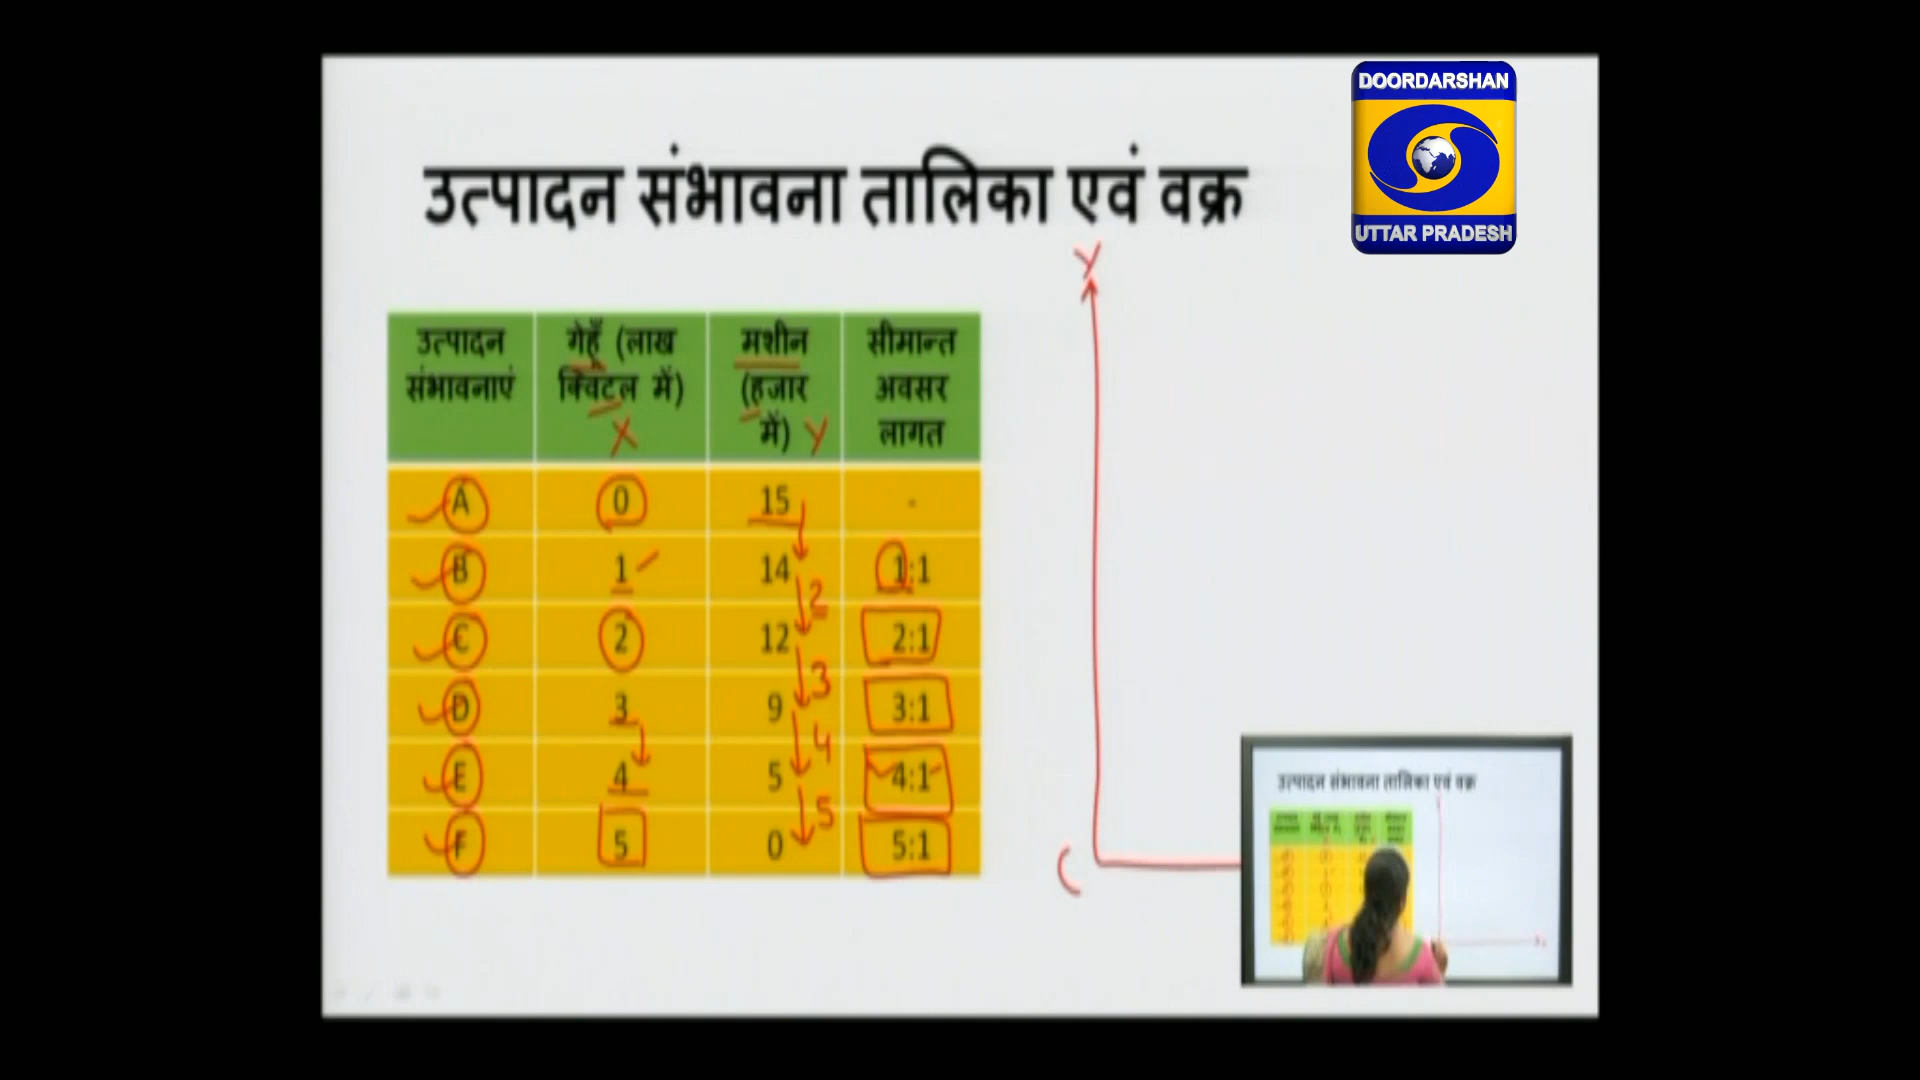 DOORDARSHAN
UTTAR PRADESH
उत्पादन संभावना तालिका एवं वक्र
उत्पादन संभावनाएं
गेहूँ (लाख क्विंटल में) X
मशीन (हजार में) Y
सीमान्त अवसर लागत
A 0 15 -
B 1 14 1:1
C 2 12 2:1
D 3 9 3:1
E 4 5 4:1
F 5 0 5:1
2
3
4
5
Y
उत्पादन संभावना तालिका एवं वक्र